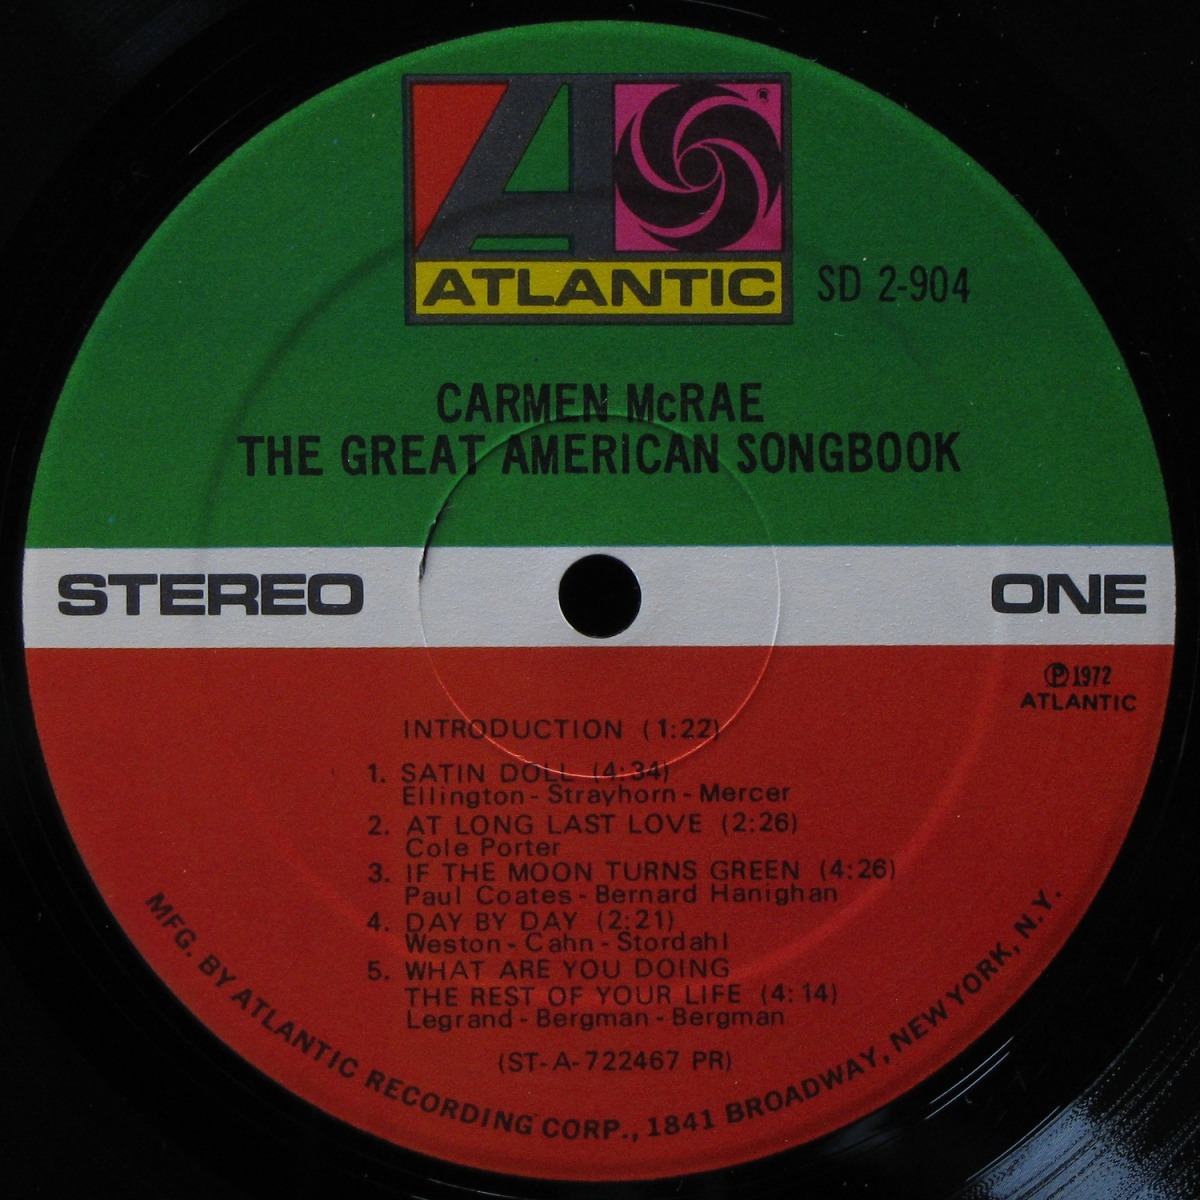 ®
ATLANTIC
SD 2-904
CARMEN McRAE
THE GREAT AMERICAN SONGBOOK
STEREO
ONE
℗ 1972
ATLANTIC
INTRODUCTION (1:22)
1. SATIN DOLL (4:34)
Ellington - Strayhorn - Mercer
2. AT LONG LAST LOVE (2:26)
Cole Porter
3. IF THE MOON TURNS GREEN (4:26)
Paul Coates - Bernard Hanighan
4. DAY BY DAY (2:21)
Weston - Cahn - Stordahl
5. WHAT ARE YOU DOING
THE REST OF YOUR LIFE (4:14)
Legrand - Bergman - Bergman
(ST-A-722467 PR)
MFG. BY ATLANTIC RECORDING CORP., 1841 BROADWAY, NEW YORK, N.Y.